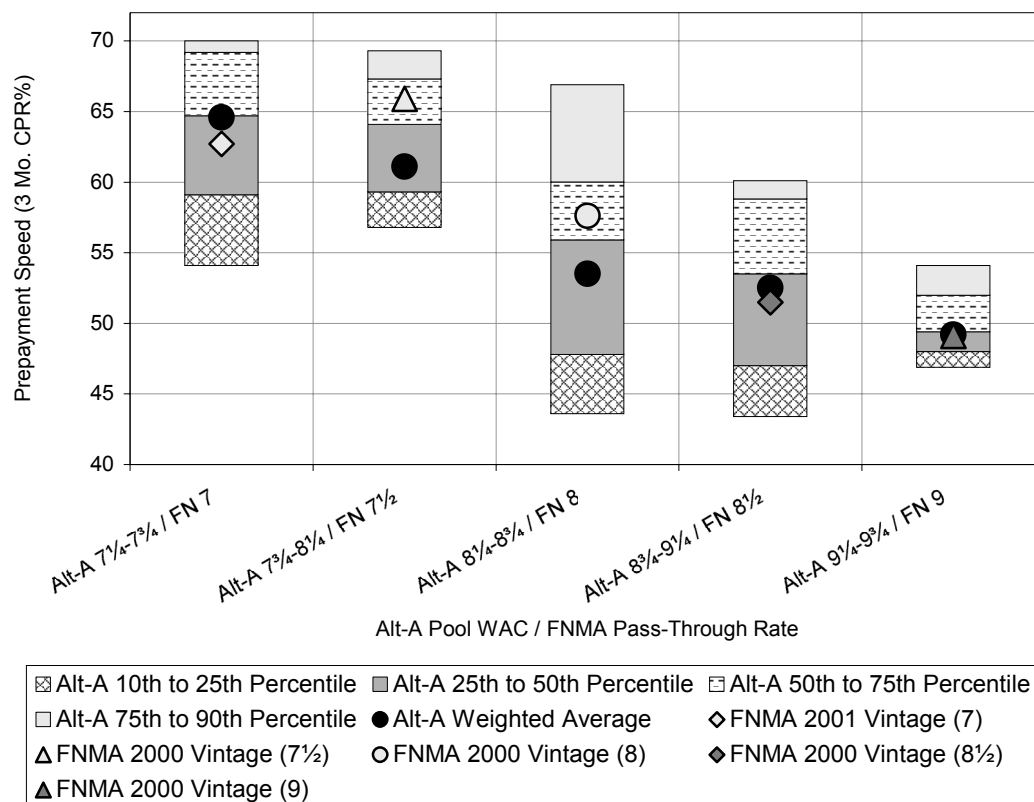 Prepayment Speed (3 Mo. CPR%)
70
65
60
55
50
45
40
Alt-A 7¼-7¾ / FN 7
Alt-A 7¾-8¼ / FN 7½
Alt-A 8¼-8¾ / FN 8
Alt-A 8¾-9¼ / FN 8½
Alt-A 9¼-9¾ / FN 9
Alt-A Pool WAC / FNMA Pass-Through Rate
Alt-A 10th to 25th Percentile Alt-A 25th to 50th Percentile Alt-A 50th to 75th Percentile
Alt-A 75th to 90th Percentile Alt-A Weighted Average FNMA 2001 Vintage (7)
FNMA 2000 Vintage (7½) FNMA 2000 Vintage (8) FNMA 2000 Vintage (8½)
FNMA 2000 Vintage (9)